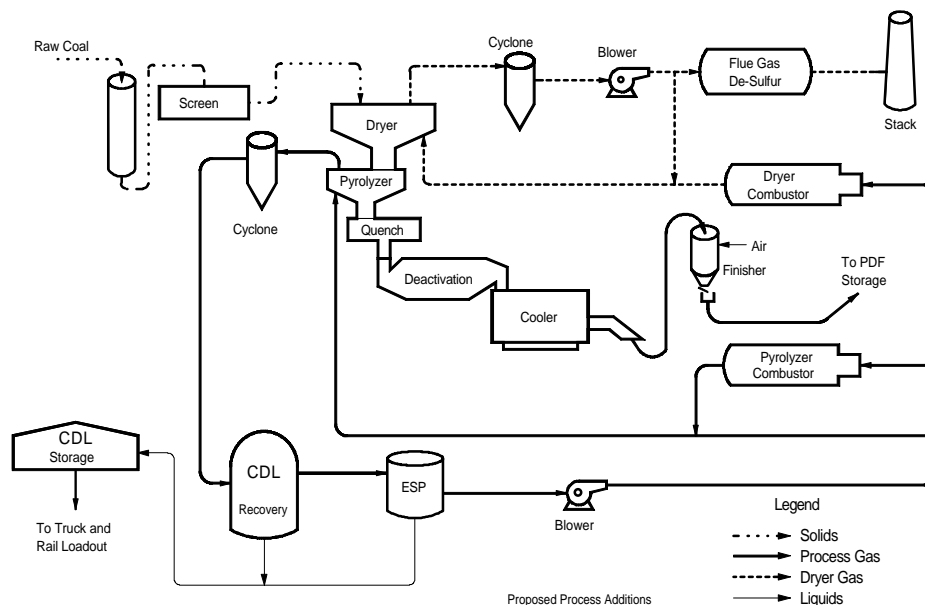 Raw Coal
Screen
Cyclone
Blower
Flue Gas
De-Sulfur
Stack
Dryer
Pyrolyzer
Quench
Cyclone
Dryer
Combustor
Air
Finisher
Deactivation
Cooler
To PDF
Storage
Pyrolyzer
Combustor
CDL
Storage
CDL
Recovery
ESP
Blower
To Truck and
Rail Loadout
Legend
Solids
Process Gas
Dryer Gas
Liquids
Proposed Process Additions